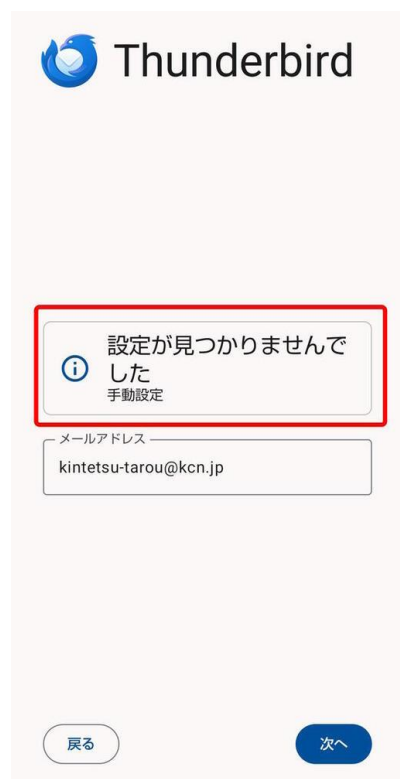 Thunderbird
設定が見つかりませんで
した
手動設定
メールアドレス
kintetsu-tarou@kcn.jp
戻る
次へ